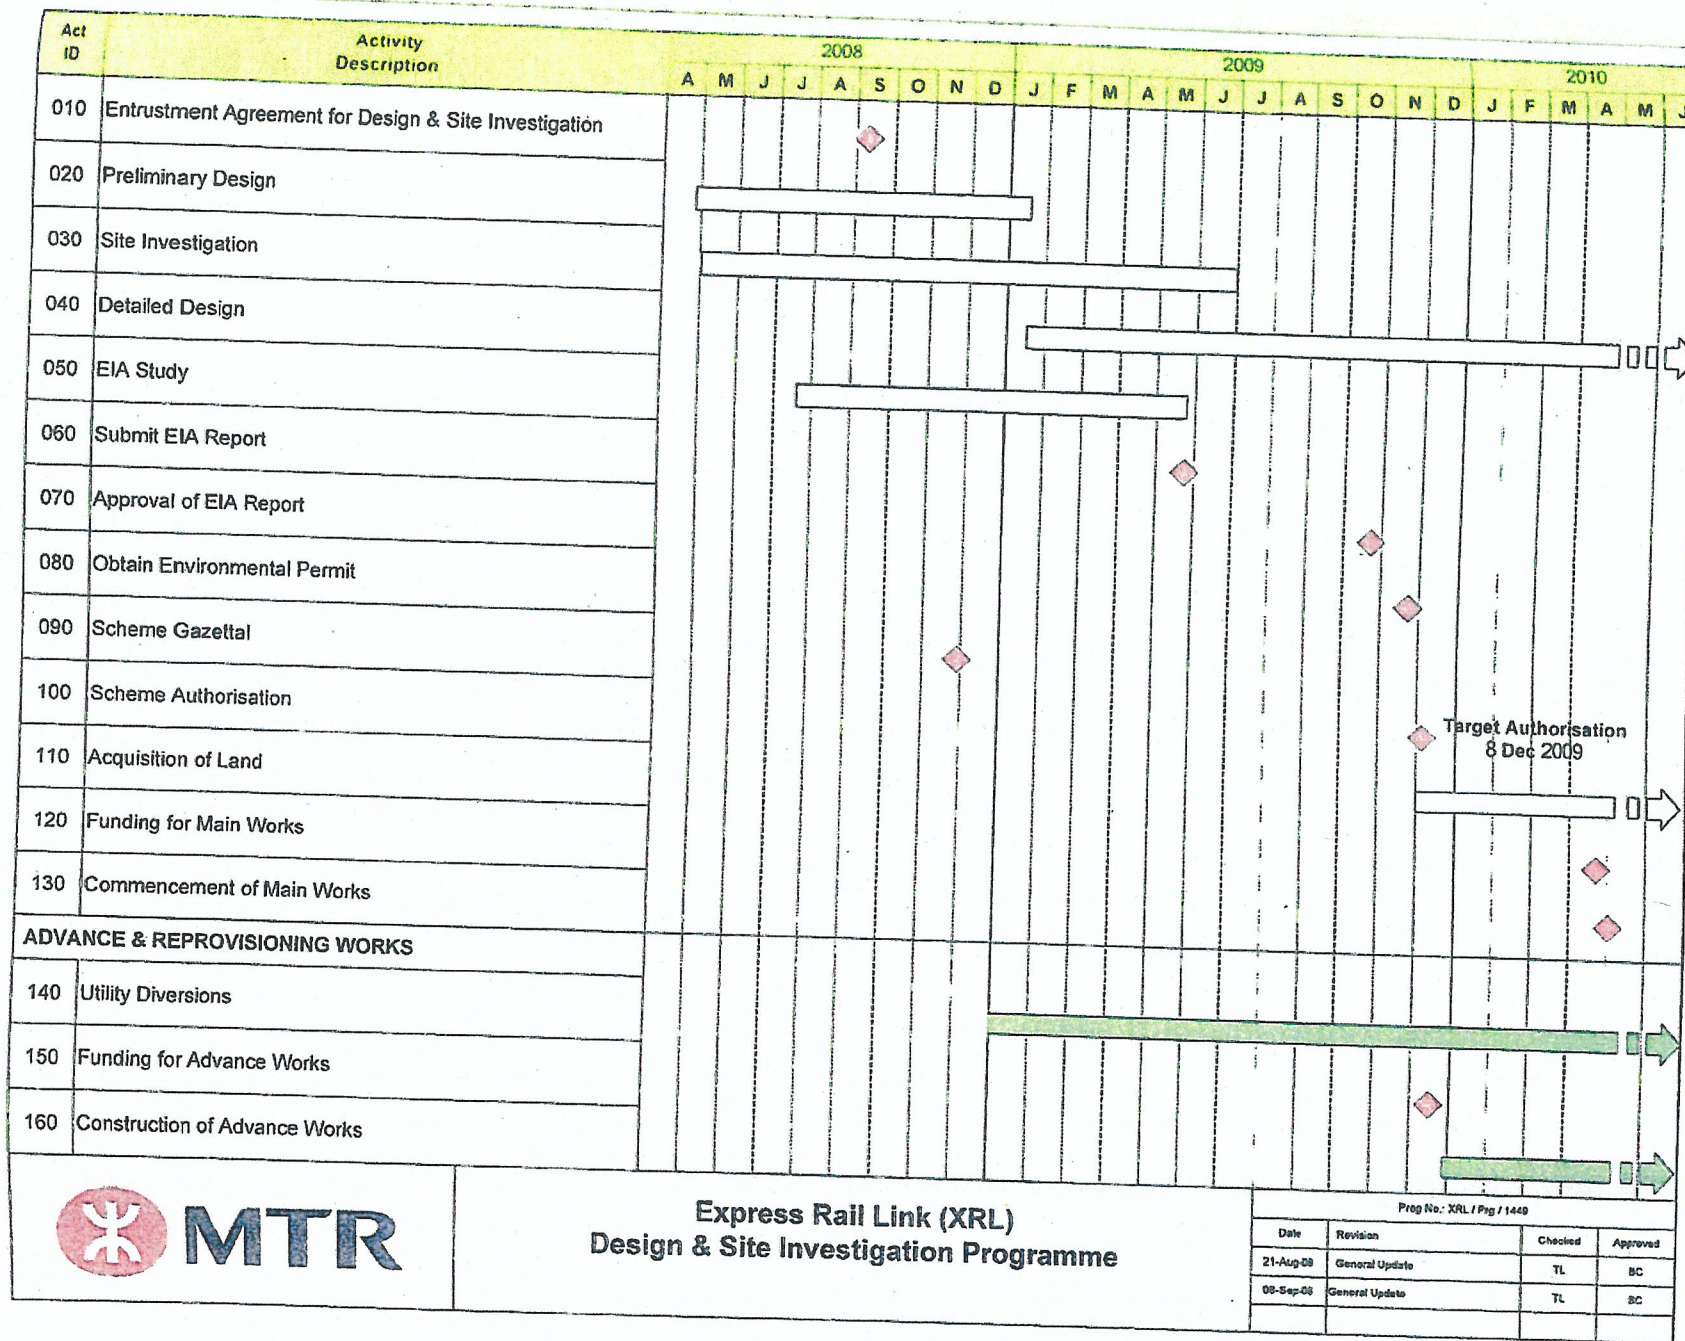 Act
ID
Activity
Description
2008
2009
2010
A M J J A S O N D J F M A M J J A S O N D J F M A M J
010 Entrustment Agreement for Design & Site Investigation
020 Preliminary Design
030 Site Investigation
040 Detailed Design
050 EIA Study
060 Submit EIA Report
070 Approval of EIA Report
080 Obtain Environmental Permit
090 Scheme Gazettal
100 Scheme Authorisation
Target Authorisation
8 Dec 2009
110 Acquisition of Land
120 Funding for Main Works
130 Commencement of Main Works
ADVANCE & REPROVISIONING WORKS
140 Utility Diversions
150 Funding for Advance Works
160 Construction of Advance Works
MTR
Express Rail Link (XRL)
Design & Site Investigation Programme
Prog No.: XRL / Prg / 1449
Date Revision Checked Approved
21-Aug-08 General Update TL BC
08-Sep-08 General Update TL BC